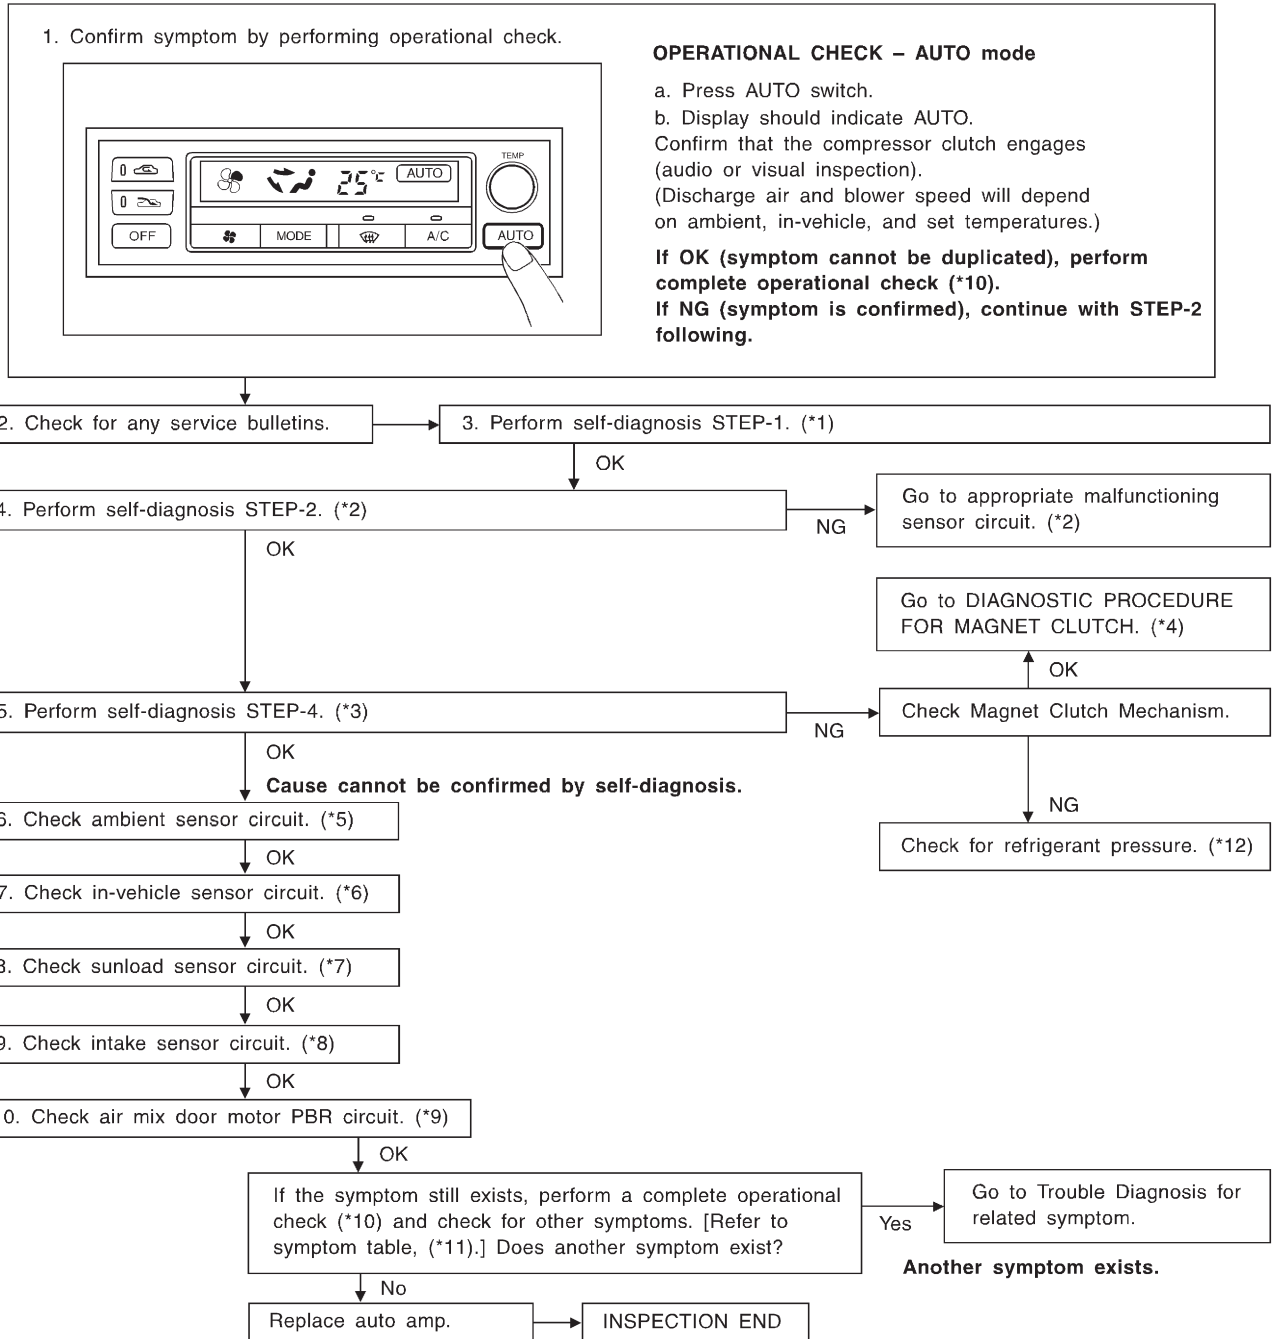 1. Confirm symptom by performing operational check.
OPERATIONAL CHECK – AUTO mode
a. Press AUTO switch.
b. Display should indicate AUTO.
Confirm that the compressor clutch engages
(audio or visual inspection).
(Discharge air and blower speed will depend
on ambient, in-vehicle, and set temperatures.)
If OK (symptom cannot be duplicated), perform
complete operational check (*10).
If NG (symptom is confirmed), continue with STEP-2
following.
TEMP
25°C
AUTO
OFF
MODE
A/C
AUTO
2. Check for any service bulletins.
3. Perform self-diagnosis STEP-1. (*1)
OK
4. Perform self-diagnosis STEP-2. (*2)
NG
Go to appropriate malfunctioning
sensor circuit. (*2)
OK
Go to DIAGNOSTIC PROCEDURE
FOR MAGNET CLUTCH. (*4)
OK
5. Perform self-diagnosis STEP-4. (*3)
NG
Check Magnet Clutch Mechanism.
OK
Cause cannot be confirmed by self-diagnosis.
NG
Check for refrigerant pressure. (*12)
6. Check ambient sensor circuit. (*5)
OK
7. Check in-vehicle sensor circuit. (*6)
OK
8. Check sunload sensor circuit. (*7)
OK
9. Check intake sensor circuit. (*8)
OK
0. Check air mix door motor PBR circuit. (*9)
OK
If the symptom still exists, perform a complete operational
check (*10) and check for other symptoms. [Refer to
symptom table, (*11).] Does another symptom exist?
Yes
Go to Trouble Diagnosis for
related symptom.
Another symptom exists.
No
Replace auto amp.
INSPECTION END